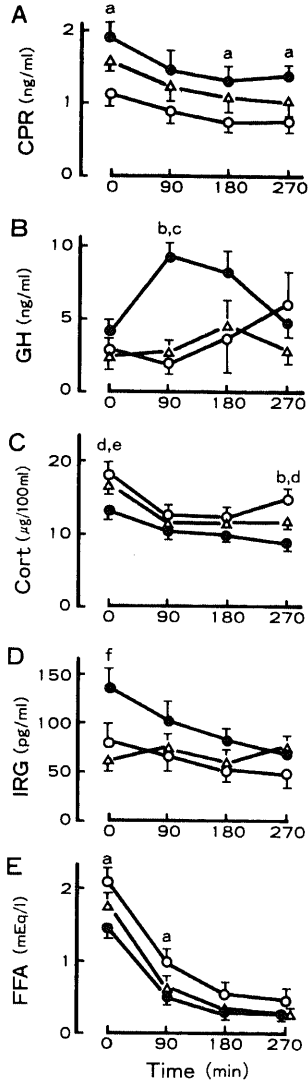 A
CPR (ng/ml)
2
1
0
a
a
a
0 90 180 270
B
GH (ng/ml)
10
5
0
b,c
0 90 180 270
C
Cort (μg/100ml)
20
10
0
d,e
b,d
0 90 180 270
D
IRG (pg/ml)
150
100
50
0
f
0 90 180 270
E
FFA (mEq/l)
2
1
0
a
a
0 90 180 270
Time (min)